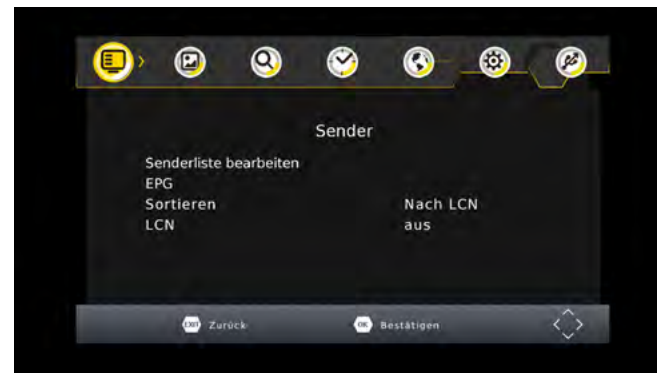 Sender
Senderliste bearbeiten
EPG
Sortieren Nach LCN
LCN aus
EXIT Zurück OK Bestätigen